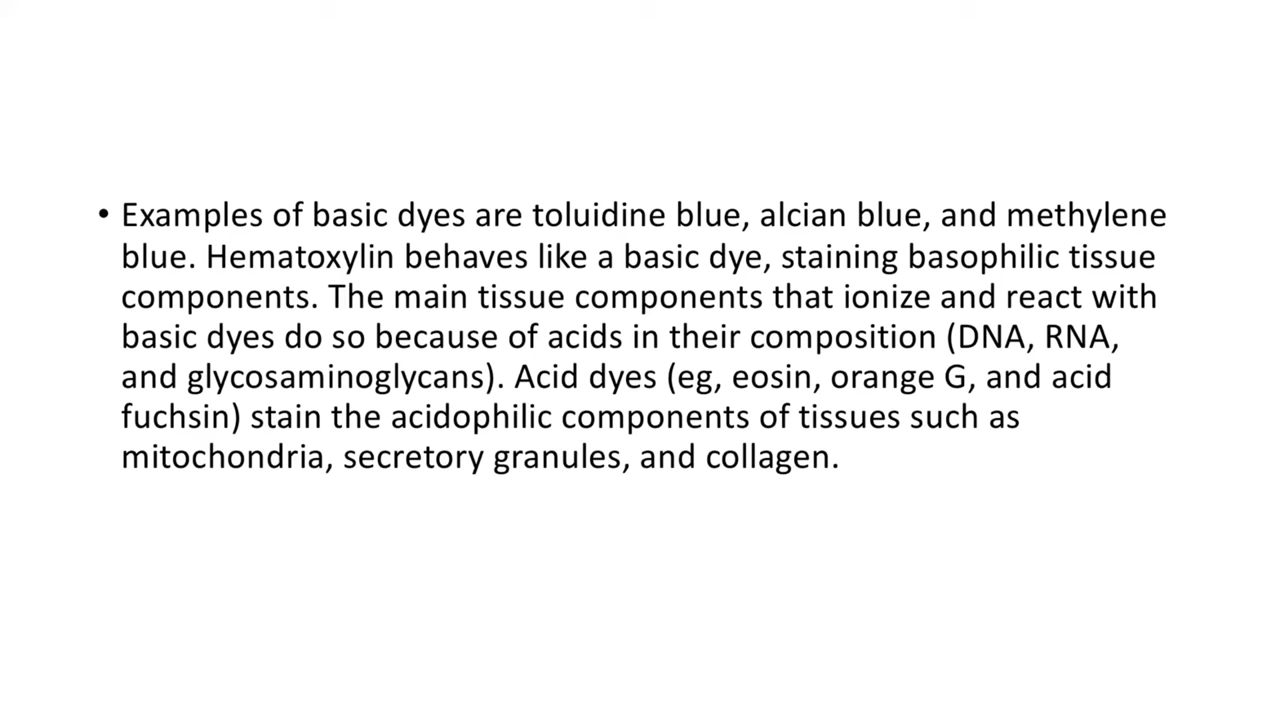 • Examples of basic dyes are toluidine blue, alcian blue, and methylene
blue. Hematoxylin behaves like a basic dye, staining basophilic tissue
components. The main tissue components that ionize and react with
basic dyes do so because of acids in their composition (DNA, RNA,
and glycosaminoglycans). Acid dyes (eg, eosin, orange G, and acid
fuchsin) stain the acidophilic components of tissues such as
mitochondria, secretory granules, and collagen.